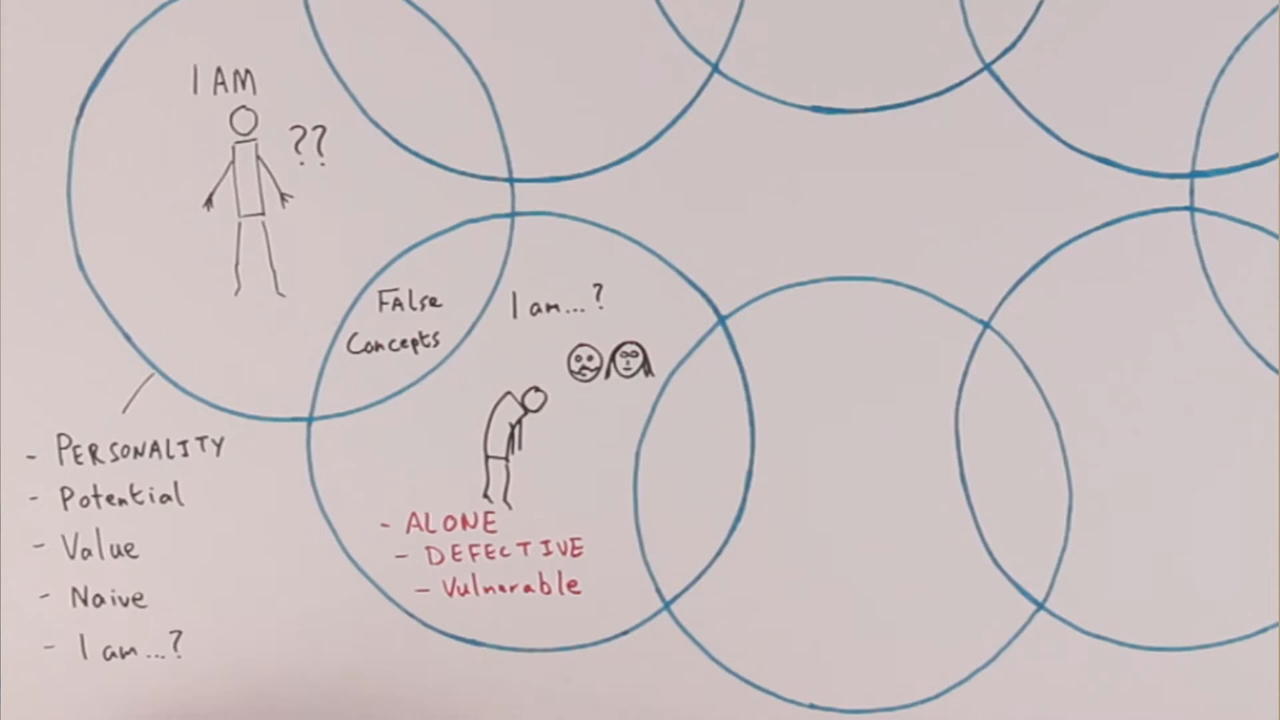 I AM
??
False
Concepts
I am...?
- PERSONALITY
- Potential
- Value
- Naive
- I am...?
- ALONE
- DEFECTIVE
- Vulnerable